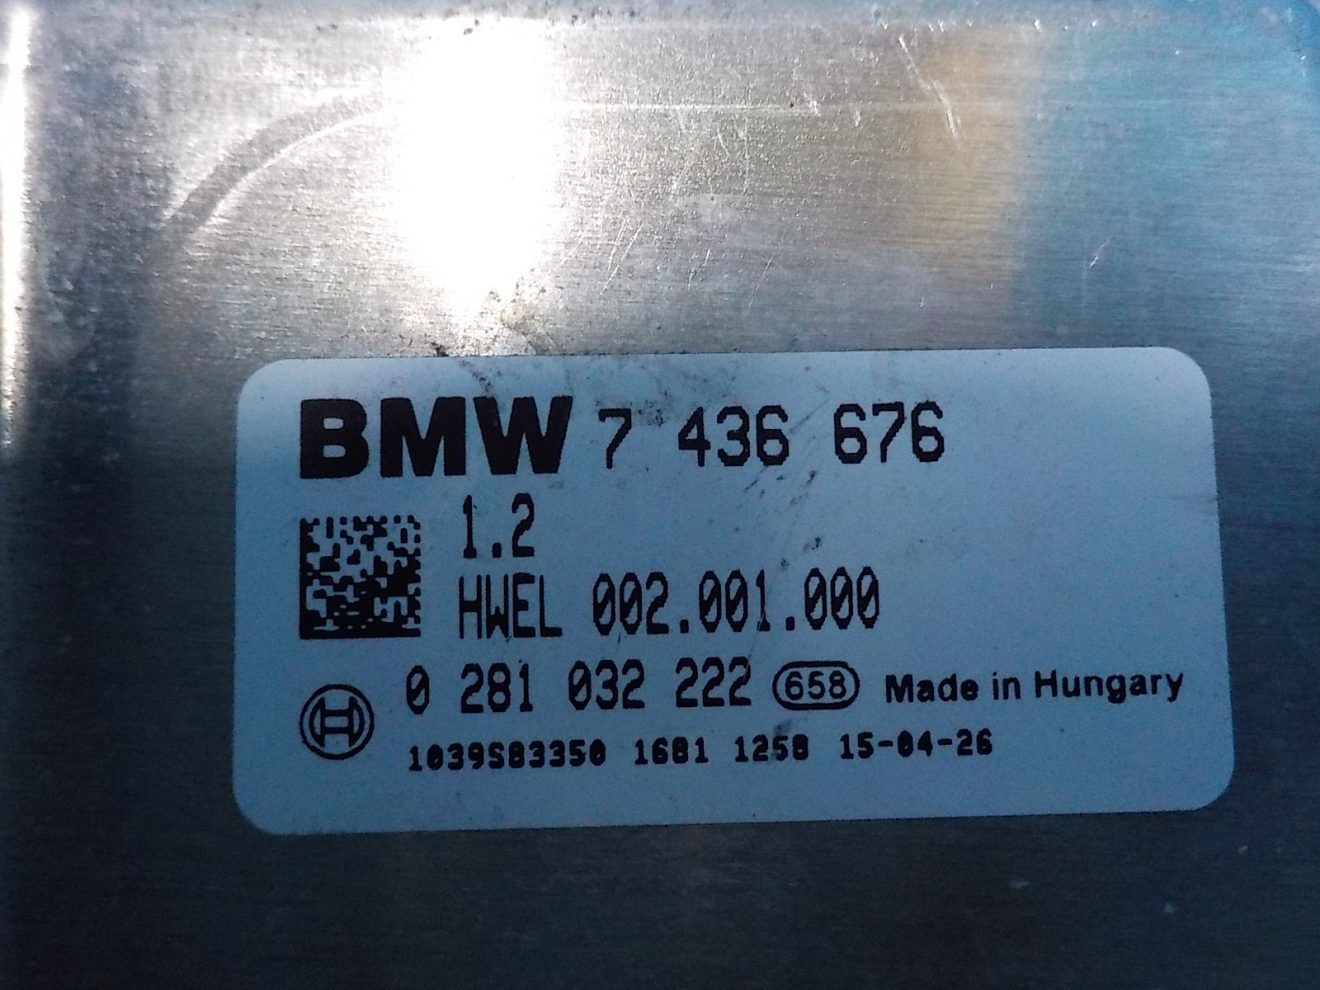 BMW 7 436 676
1.2
HWEL 002.001.000
0 281 032 222 658 Made in Hungary
1039S83350 1681 1258 15-04-26